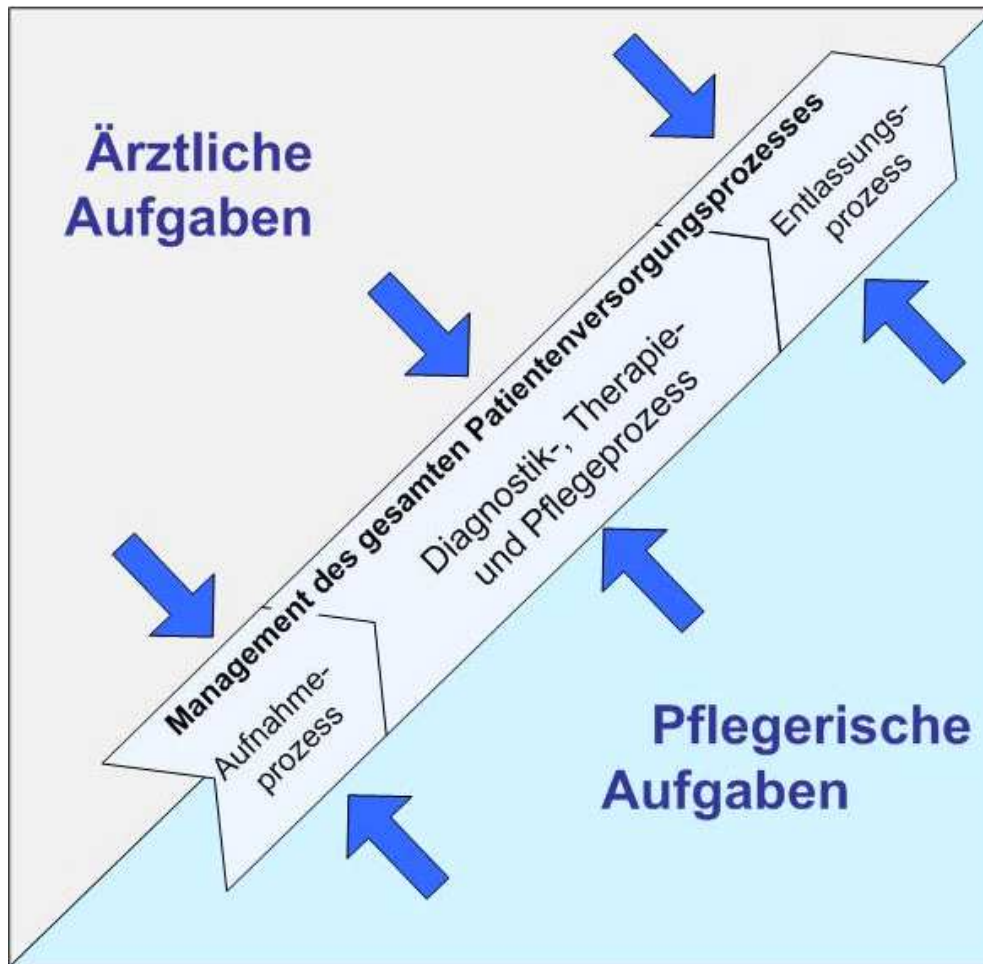 Ärztliche
Aufgaben
Management des gesamten Patientenversorgungsprozesses
Aufnahme-
prozess
Diagnostik-, Therapie-
und Pflegeprozess
Entlassungs-
prozess
Pflegerische
Aufgaben